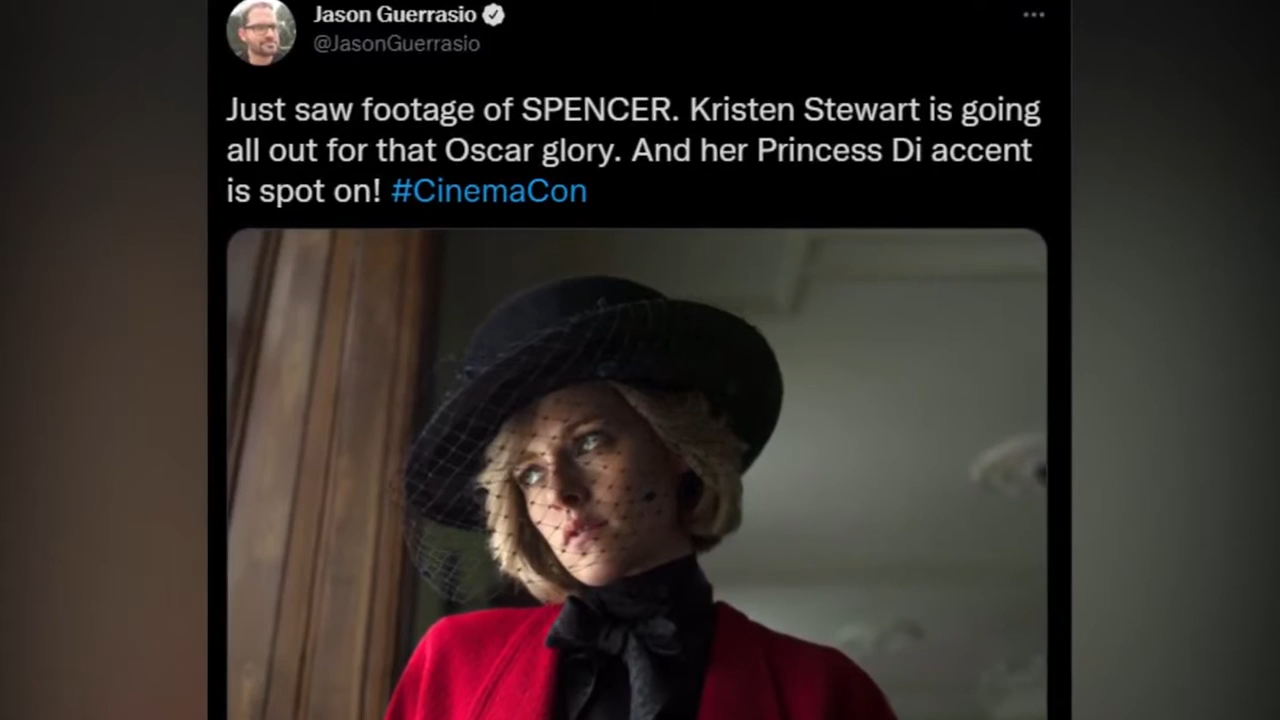 Jason Guerrasio
@JasonGuerrasio
Just saw footage of SPENCER. Kristen Stewart is going
all out for that Oscar glory. And her Princess Di accent
is spot on! #CinemaCon